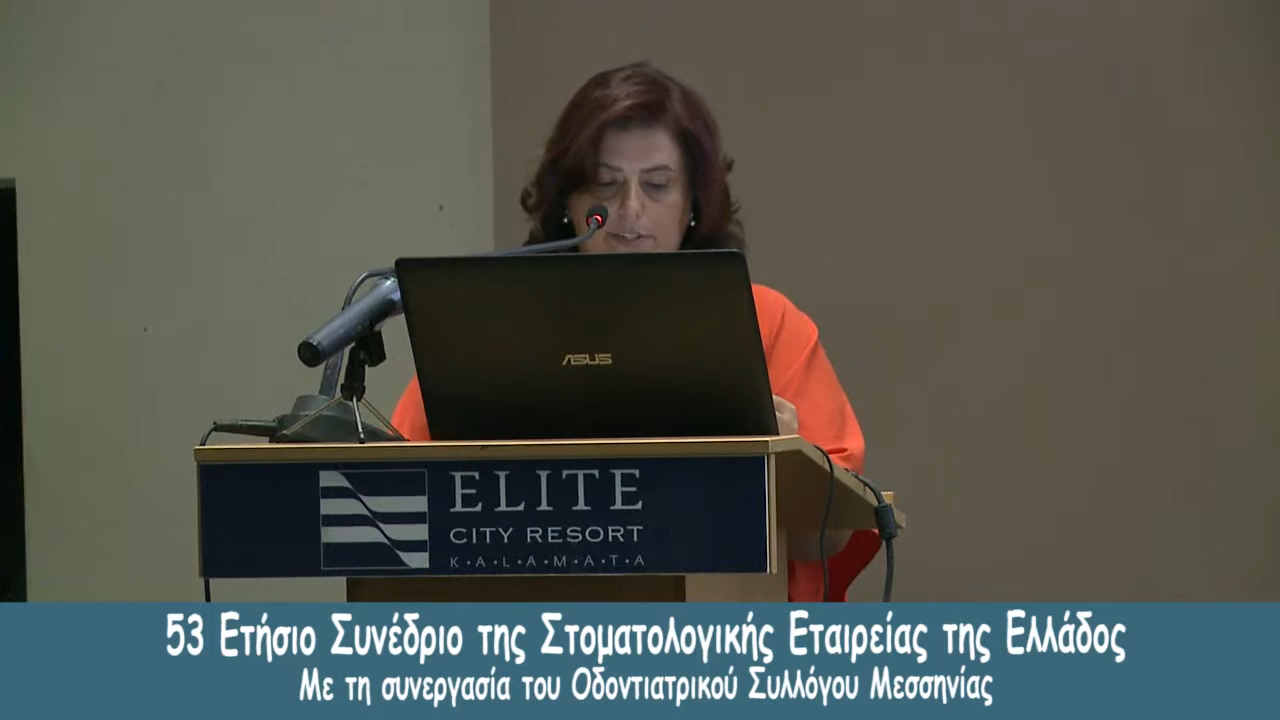 ASUS
ELITE
CITY RESORT
K•A•L•A•M•A•T•A
53 Ετήσιο Συνέδριο της Στοματολογικής Εταιρείας της Ελλάδος
Με τη συνεργασία του Οδοντιατρικού Συλλόγου Μεσσηνίας